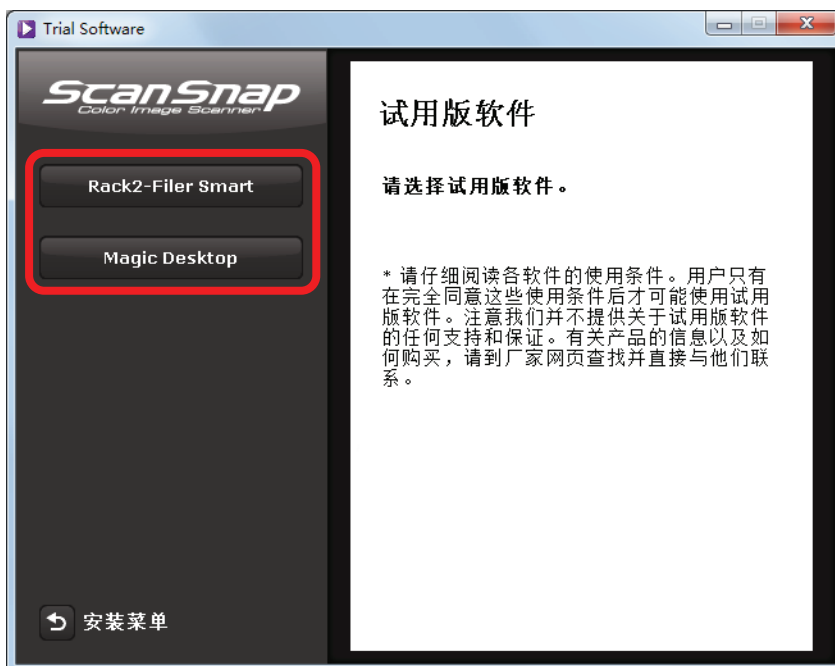 Trial Software
ScanSnap
Color Image Scanner
Rack2-Filer Smart
Magic Desktop
安装菜单
试用版软件
请选择试用版软件。
* 请仔细阅读各软件的使用条件。用户只有
在完全同意这些使用条件后才可能使用试用
版软件。注意我们并不提供关于试用版软件
的任何支持和保证。有关产品的信息以及如
何购买，请到厂家网页查找并直接与他们联
系。